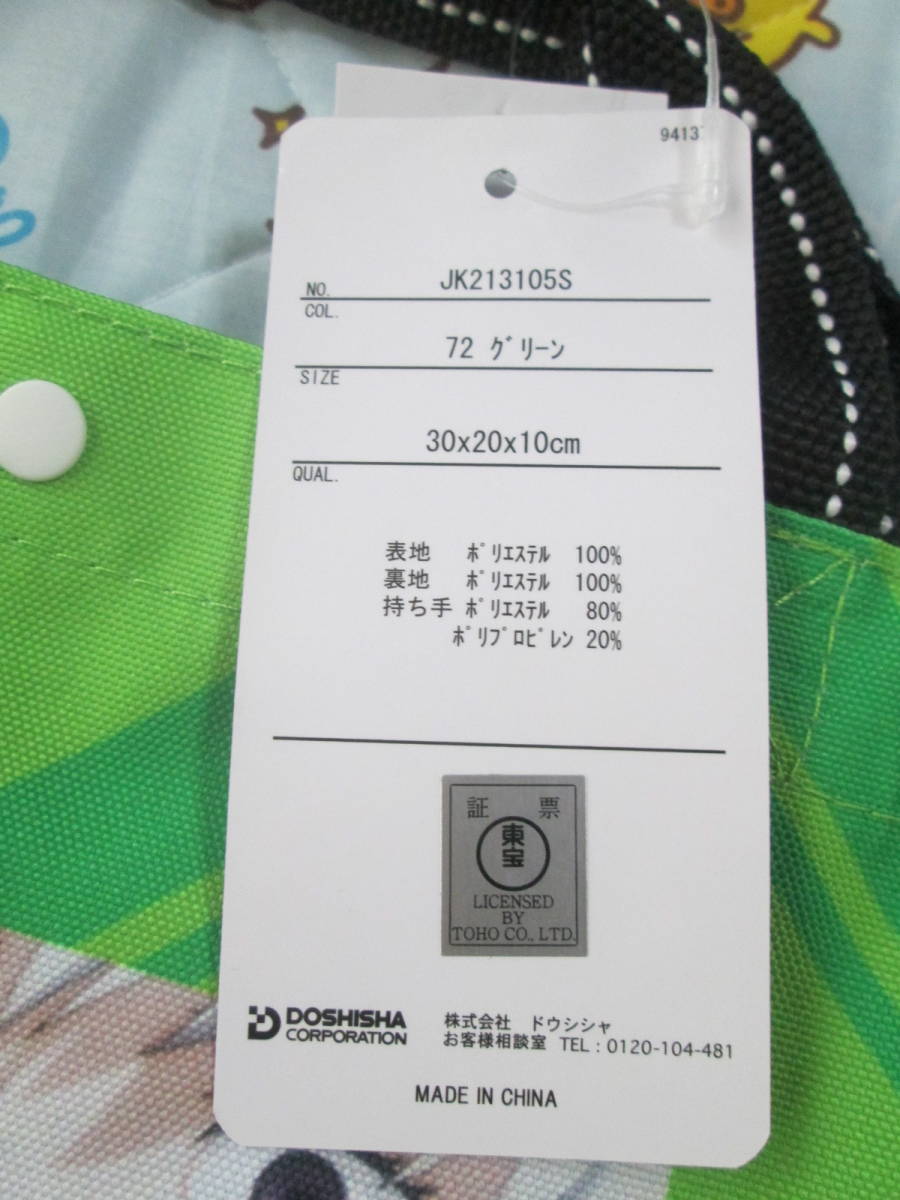 NO. JK213105S
COL.
72 ｸﾞﾘｰﾝ
SIZE
30x20x10cm
QUAL.
表地 ﾎﾟﾘｴｽﾃﾙ 100%
裏地 ﾎﾟﾘｴｽﾃﾙ 100%
持ち手 ﾎﾟﾘｴｽﾃﾙ 80%
ﾎﾟﾘﾌﾟﾛﾋﾟﾚﾝ 20%
証 票
東宝
LICENSED
BY
TOHO CO., LTD.
DOSHISHA
CORPORATION
株式会社 ドウシシャ
お客様相談室 TEL : 0120-104-481
MADE IN CHINA